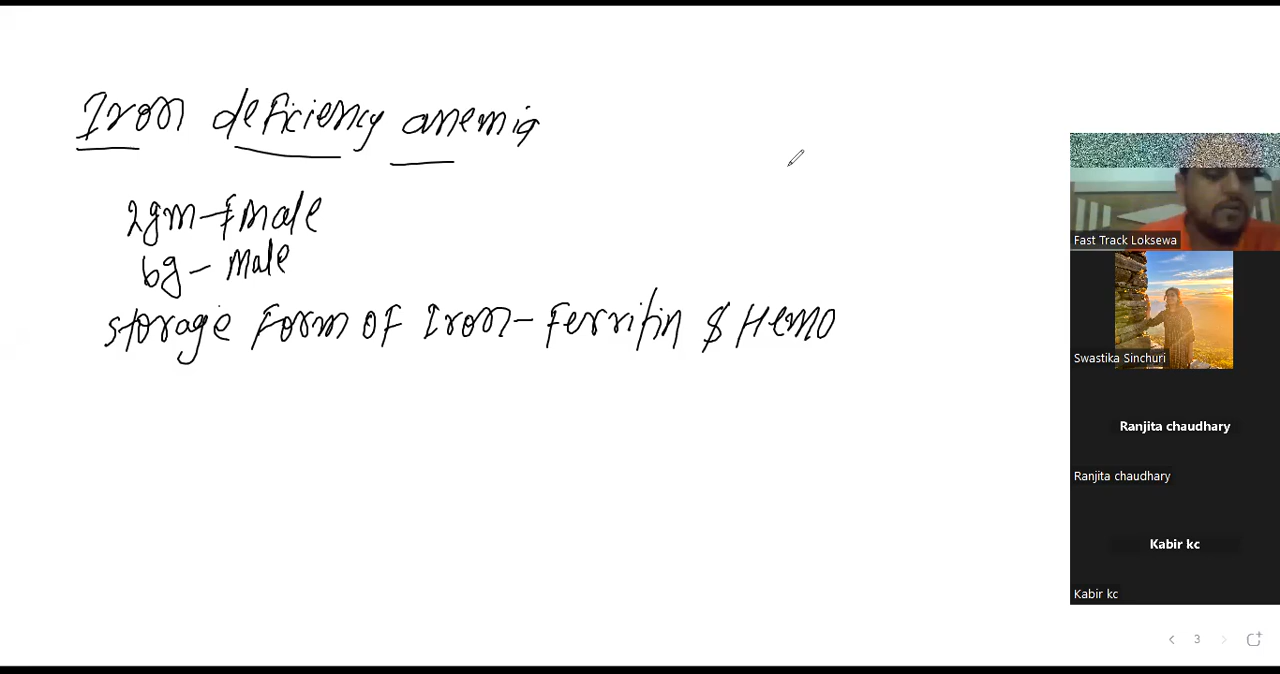 Iron deficiency anemia
2gm - female
6g - Male
storage Form OF Iron - Ferritin & Hemo
Fast Track Loksewa
Swastika Sinchuri
Ranjita chaudhary
Ranjita chaudhary
Kabir kc
Kabir kc
3